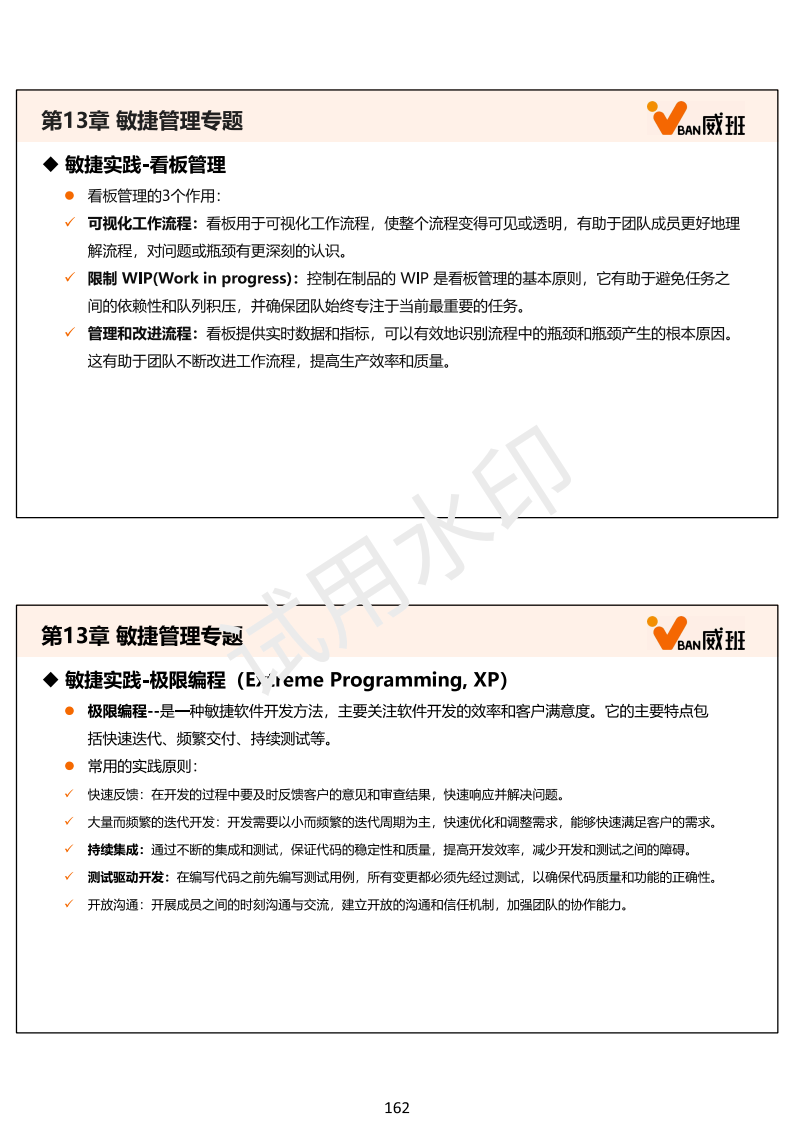 第13章 敏捷管理专题
VBAN威班
◆ 敏捷实践-看板管理
● 看板管理的3个作用：
✓ 可视化工作流程：看板用于可视化工作流程，使整个流程变得可见或透明，有助于团队成员更好地理
解流程，对问题或瓶颈有更深刻的认识。
✓ 限制 WIP(Work in progress)：控制在制品的 WIP 是看板管理的基本原则，它有助于避免任务之
间的依赖性和队列积压，并确保团队始终专注于当前最重要的任务。
✓ 管理和改进流程：看板提供实时数据和指标，可以有效地识别流程中的瓶颈和瓶颈产生的根本原因。
这有助于团队不断改进工作流程，提高生产效率和质量。
试用水印
第13章 敏捷管理专题
VBAN威班
◆ 敏捷实践-极限编程（Extreme Programming, XP）
● 极限编程--是一种敏捷软件开发方法，主要关注软件开发的效率和客户满意度。它的主要特点包
括快速迭代、频繁交付、持续测试等。
● 常用的实践原则：
✓ 快速反馈：在开发的过程中要及时反馈客户的意见和审查结果，快速响应并解决问题。
✓ 大量而频繁的迭代开发：开发需要以小而频繁的迭代周期为主，快速优化和调整需求，能够快速满足客户的需求。
✓ 持续集成：通过不断的集成和测试，保证代码的稳定性和质量，提高开发效率，减少开发和测试之间的障碍。
✓ 测试驱动开发：在编写代码之前先编写测试用例，所有变更都必须先经过测试，以确保代码质量和功能的正确性。
✓ 开放沟通：开展成员之间的时刻沟通与交流，建立开放的沟通和信任机制，加强团队的协作能力。
162